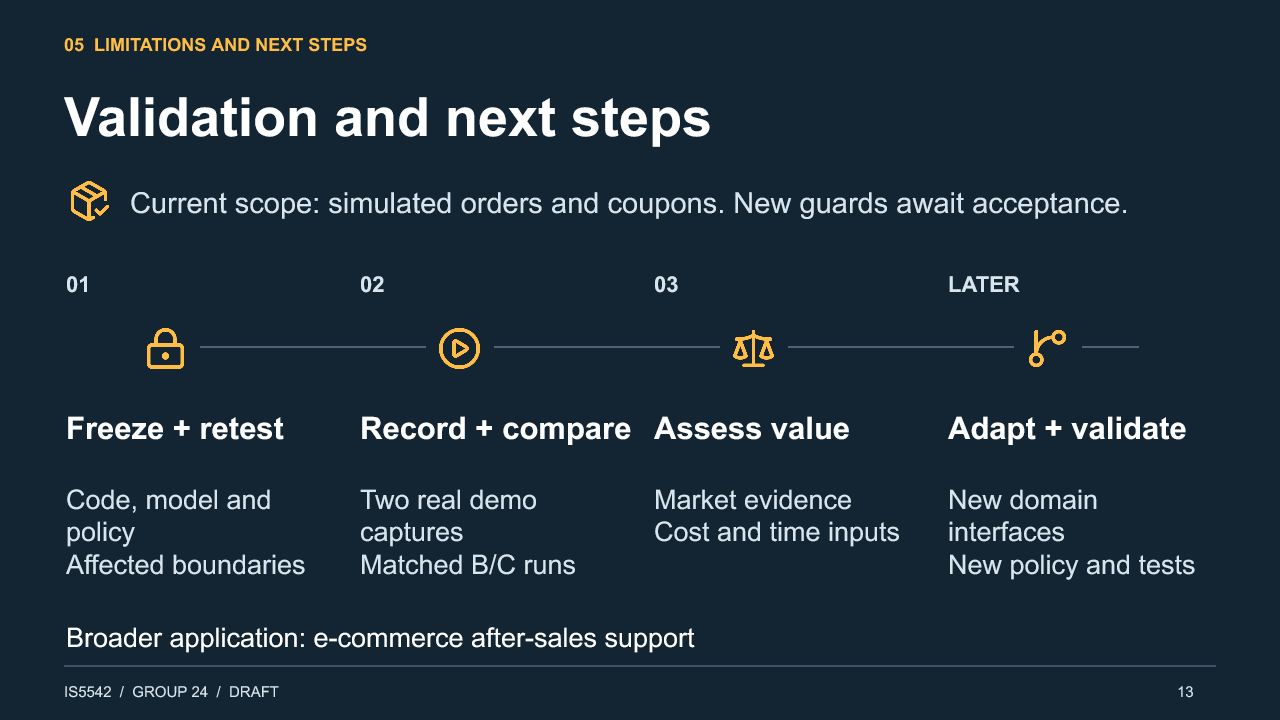 05 LIMITATIONS AND NEXT STEPS
Validation and next steps
Current scope: simulated orders and coupons. New guards await acceptance.
01
Freeze + retest
Code, model and
policy
Affected boundaries
02
Record + compare
Two real demo
captures
Matched B/C runs
03
Assess value
Market evidence
Cost and time inputs
LATER
Adapt + validate
New domain
interfaces
New policy and tests
Broader application: e-commerce after-sales support
IS5542 / GROUP 24 / DRAFT
13